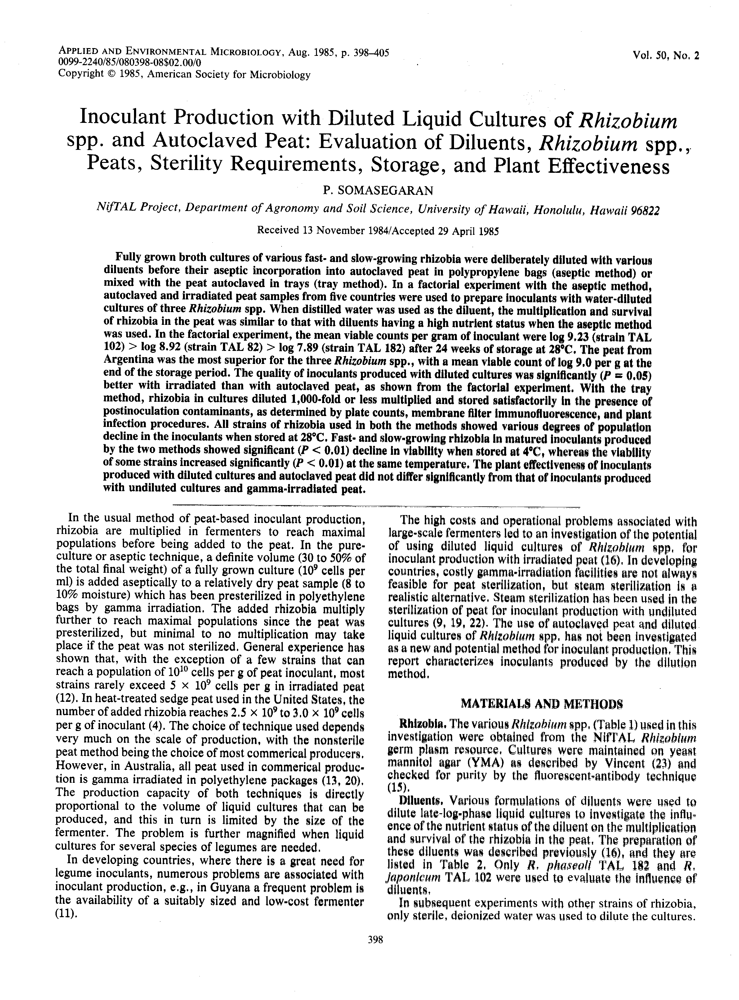 APPLIED AND ENVIRONMENTAL MICROBIOLOGY, Aug. 1985, p. 398–405
0099-2240/85/080398-08$02.00/0
Copyright © 1985, American Society for Microbiology
Vol. 50, No. 2
Inoculant Production with Diluted Liquid Cultures of Rhizobium
spp. and Autoclaved Peat: Evaluation of Diluents, Rhizobium spp.,
Peats, Sterility Requirements, Storage, and Plant Effectiveness
P. SOMASEGARAN
NifTAL Project, Department of Agronomy and Soil Science, University of Hawaii, Honolulu, Hawaii 96822
Received 13 November 1984/Accepted 29 April 1985
Fully grown broth cultures of various fast- and slow-growing rhizobia were deliberately diluted with various
diluents before their aseptic incorporation into autoclaved peat in polypropylene bags (aseptic method) or
mixed with the peat autoclaved in trays (tray method). In a factorial experiment with the aseptic method,
autoclaved and irradiated peat samples from five countries were used to prepare inoculants with water-diluted
cultures of three Rhizobium spp. When distilled water was used as the diluent, the multiplication and survival
of rhizobia in the peat was similar to that with diluents having a high nutrient status when the aseptic method
was used. In the factorial experiment, the mean viable counts per gram of inoculant were log 9.23 (strain TAL
102) > log 8.92 (strain TAL 82) > log 7.89 (strain TAL 182) after 24 weeks of storage at 28°C. The peat from
Argentina was the most superior for the three Rhizobium spp., with a mean viable count of log 9.0 per g at the
end of the storage period. The quality of inoculants produced with diluted cultures was significantly (P = 0.05)
better with irradiated than with autoclaved peat, as shown from the factorial experiment. With the tray
method, rhizobia in cultures diluted 1,000-fold or less multiplied and stored satisfactorily in the presence of
postinoculation contaminants, as determined by plate counts, membrane filter immunofluorescence, and plant
infection procedures. All strains of rhizobia used in both the methods showed various degrees of population
decline in the inoculants when stored at 28°C. Fast- and slow-growing rhizobia in matured inoculants produced
by the two methods showed significant (P < 0.01) decline in viability when stored at 4°C, whereas the viability
of some strains increased significantly (P < 0.01) at the same temperature. The plant effectiveness of inoculants
produced with diluted cultures and autoclaved peat did not differ significantly from that of inoculants produced
with undiluted cultures and gamma-irradiated peat.
In the usual method of peat-based inoculant production,
rhizobia are multiplied in fermenters to reach maximal
populations before being added to the peat. In the pure-
culture or aseptic technique, a definite volume (30 to 50% of
the total final weight) of a fully grown culture (10⁹ cells per
ml) is added aseptically to a relatively dry peat sample (8 to
10% moisture) which has been presterilized in polyethylene
bags by gamma irradiation. The added rhizobia multiply
further to reach maximal populations since the peat was
presterilized, but minimal to no multiplication may take
place if the peat was not sterilized. General experience has
shown that, with the exception of a few strains that can
reach a population of 10¹⁰ cells per g of peat inoculant, most
strains rarely exceed 5 × 10⁹ cells per g in irradiated peat
(12). In heat-treated sedge peat used in the United States, the
number of added rhizobia reaches 2.5 × 10⁹ to 3.0 × 10⁹ cells
per g of inoculant (4). The choice of technique used depends
very much on the scale of production, with the nonsterile
peat method being the choice of most commerical producers.
However, in Australia, all peat used in commerical produc-
tion is gamma irradiated in polyethylene packages (13, 20).
The production capacity of both techniques is directly
proportional to the volume of liquid cultures that can be
produced, and this in turn is limited by the size of the
fermenter. The problem is further magnified when liquid
cultures for several species of legumes are needed.
In developing countries, where there is a great need for
legume inoculants, numerous problems are associated with
inoculant production, e.g., in Guyana a frequent problem is
the availability of a suitably sized and low-cost fermenter
(11).
The high costs and operational problems associated with
large-scale fermenters led to an investigation of the potential
of using diluted liquid cultures of Rhizobium spp. for
inoculant production with irradiated peat (16). In developing
countries, costly gamma-irradiation facilities are not always
feasible for peat sterilization, but steam sterilization is a
realistic alternative. Steam sterilization has been used in the
sterilization of peat for inoculant production with undiluted
cultures (9, 19, 22). The use of autoclaved peat and diluted
liquid cultures of Rhizobium spp. has not been investigated
as a new and potential method for inoculant production. This
report characterizes inoculants produced by the dilution
method.
MATERIALS AND METHODS
Rhizobia. The various Rhizobium spp. (Table 1) used in this
investigation were obtained from the NifTAL Rhizobium
germ plasm resource. Cultures were maintained on yeast
mannitol agar (YMA) as described by Vincent (23) and
checked for purity by the fluorescent-antibody technique
(15).
Diluents. Various formulations of diluents were used to
dilute late-log-phase liquid cultures to investigate the influ-
ence of the nutrient status of the diluent on the multiplication
and survival of the rhizobia in the peat. The preparation of
these diluents was described previously (16), and they are
listed in Table 2. Only R. phaseoli TAL 182 and R.
japonicum TAL 102 were used to evaluate the influence of
diluents.
In subsequent experiments with other strains of rhizobia,
only sterile, deionized water was used to dilute the cultures.
398